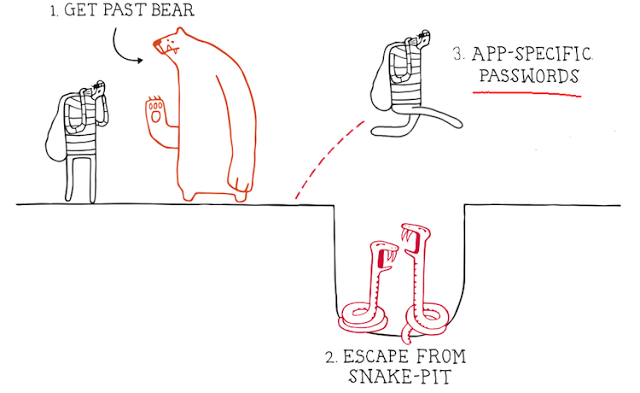 1. GET PAST BEAR
3. APP-SPECIFIC
PASSWORDS
2. ESCAPE FROM
SNAKE-PIT